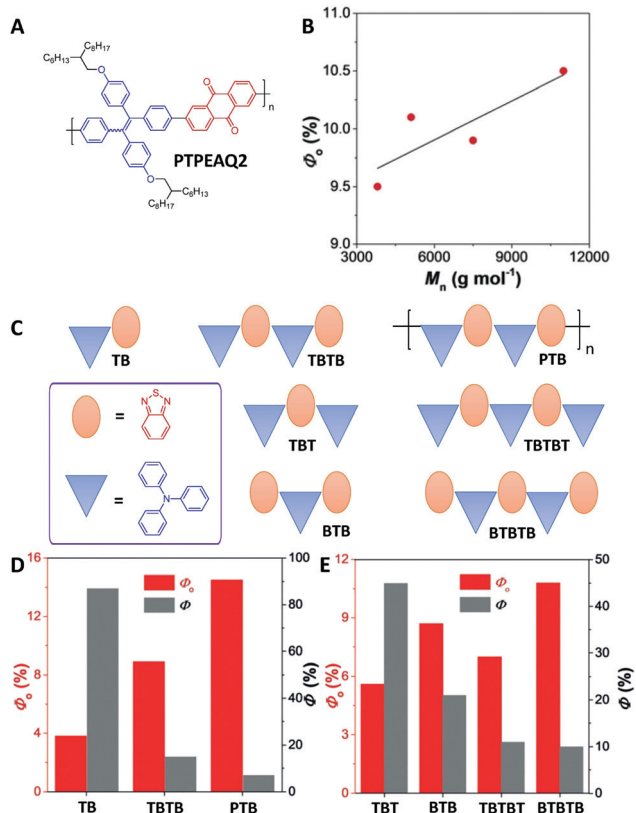 A
C₈H₁₇
C₆H₁₃
O
O
O
n
PTPEAQ2
O
C₆H₁₃
C₈H₁₇
B
11.0
10.5
10.0
9.5
9.0
Φo (%)
3000 6000 9000 12000
Mn (g mol⁻¹)
C
TB
TBTB
PTB
n
=
N S N
=
N
TBT
TBTBT
BTB
BTBTB
D
16
12
8
4
0
Φo (%)
Φo
Φ
100
80
60
40
20
0
Φ (%)
TB TBTB PTB
E
12
9
6
3
0
Φo (%)
Φo
Φ
50
40
30
20
10
0
Φ (%)
TBT BTB TBTBT BTBTB